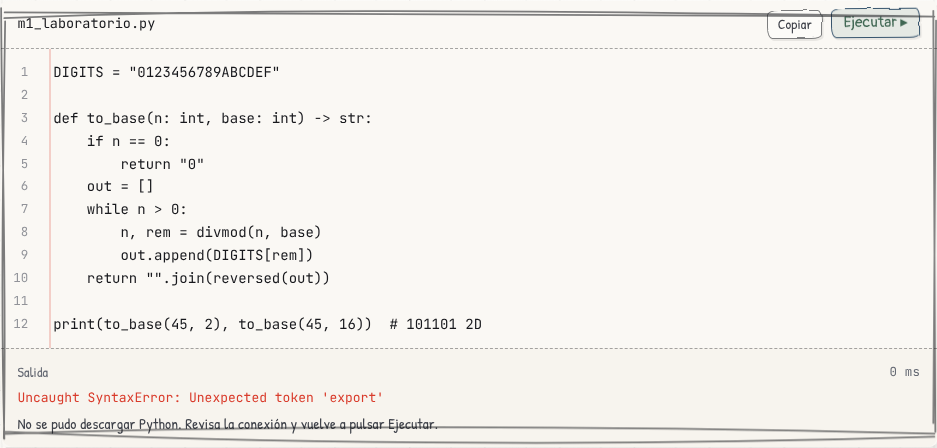 m1_laboratorio.py
Copiar
Ejecutar ▸
1 DIGITS = "0123456789ABCDEF"
2
3 def to_base(n: int, base: int) -> str:
4     if n == 0:
5         return "0"
6     out = []
7     while n > 0:
8         n, rem = divmod(n, base)
9         out.append(DIGITS[rem])
10     return "".join(reversed(out))
11
12 print(to_base(45, 2), to_base(45, 16))  # 101101 2D
Salida
0 ms
Uncaught SyntaxError: Unexpected token 'export'
No se pudo descargar Python. Revisa la conexión y vuelve a pulsar Ejecutar.